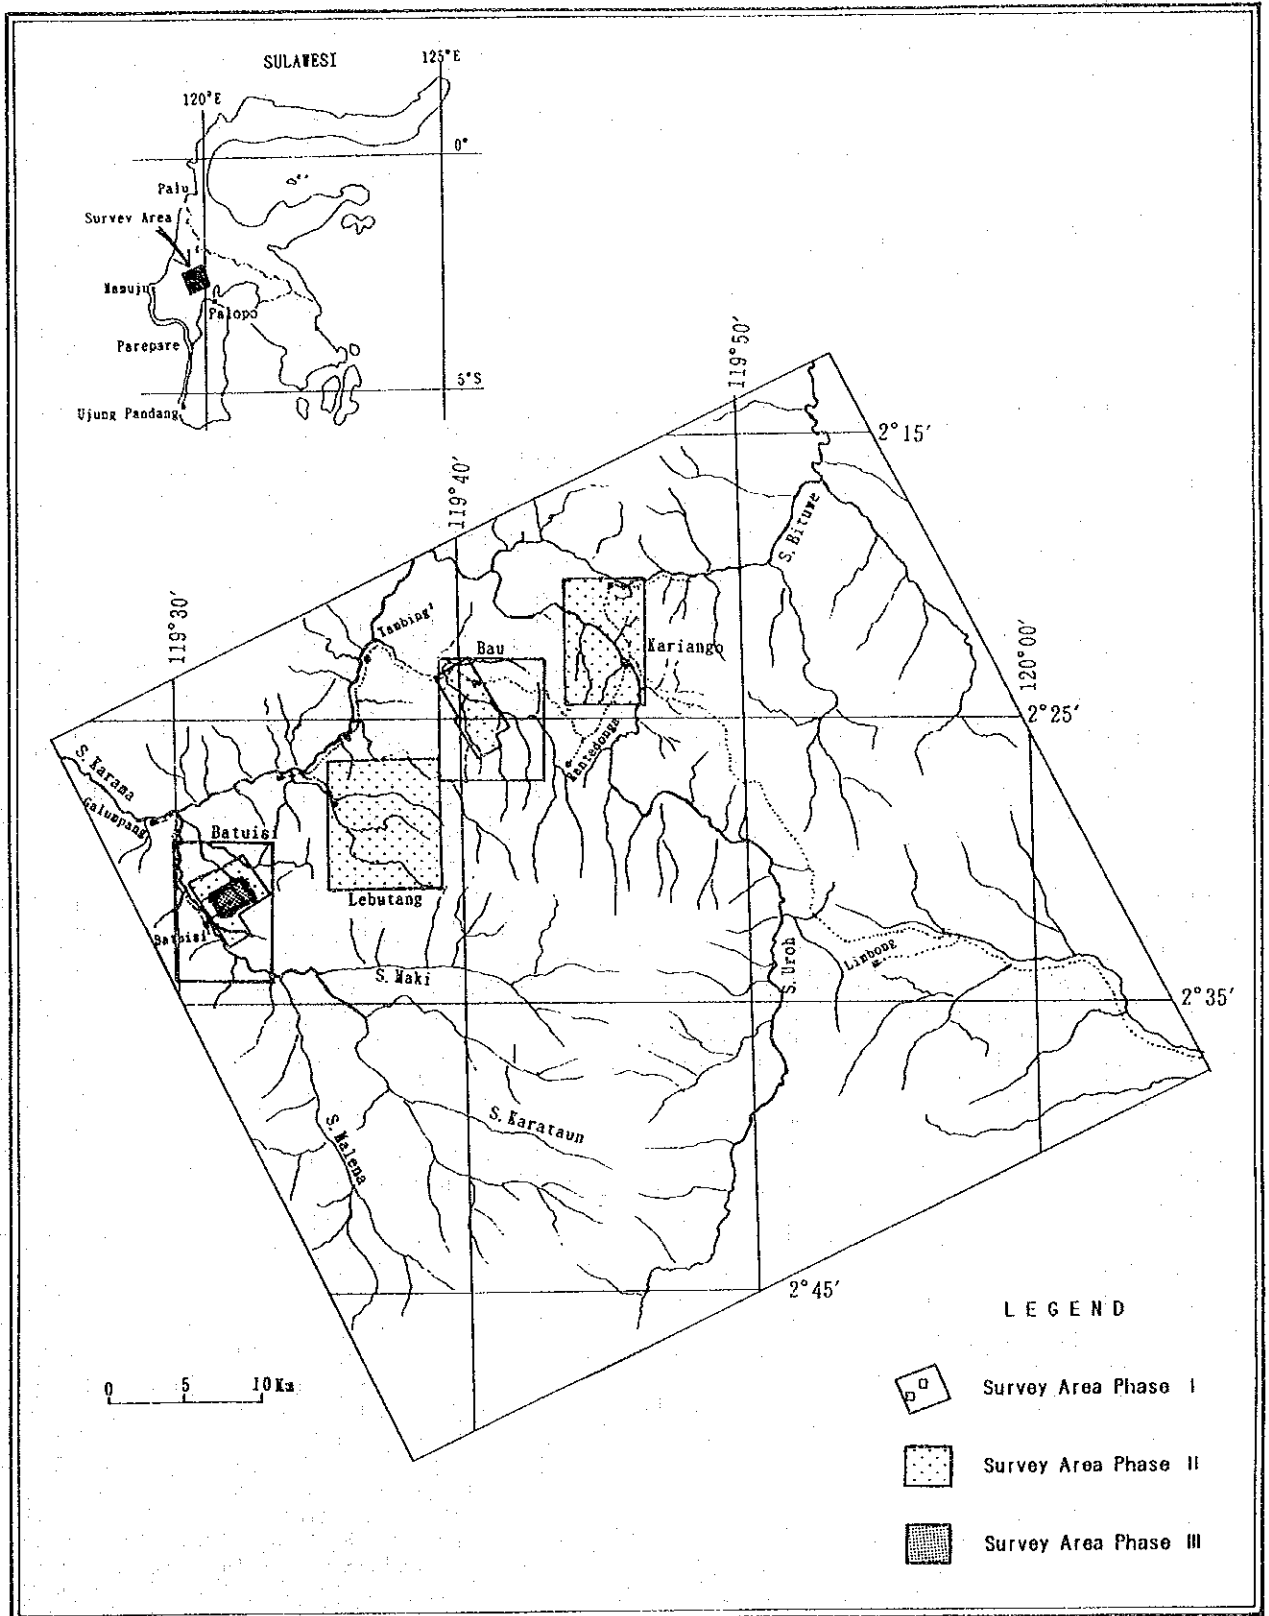 SULAWESI
125°E
120°E
0°
Palu
Survey Area
Mamuju
Palopo
Parepare
5°S
Ujung Pandang
119°50′
2°15′
119°40′
S. Bituwe
119°30′
Tambing
Bau
Kariango
120°00′
2°25′
S. Karama
Rantedonga
Galumpang
Batuisi
Lebutang
Batuisi
S. Maki
S. Uroh
Limbong
2°35′
S. Karataun
S. Malena
2°45′
LEGEND
0 5 10Km
Survey Area Phase I
Survey Area Phase II
Survey Area Phase III